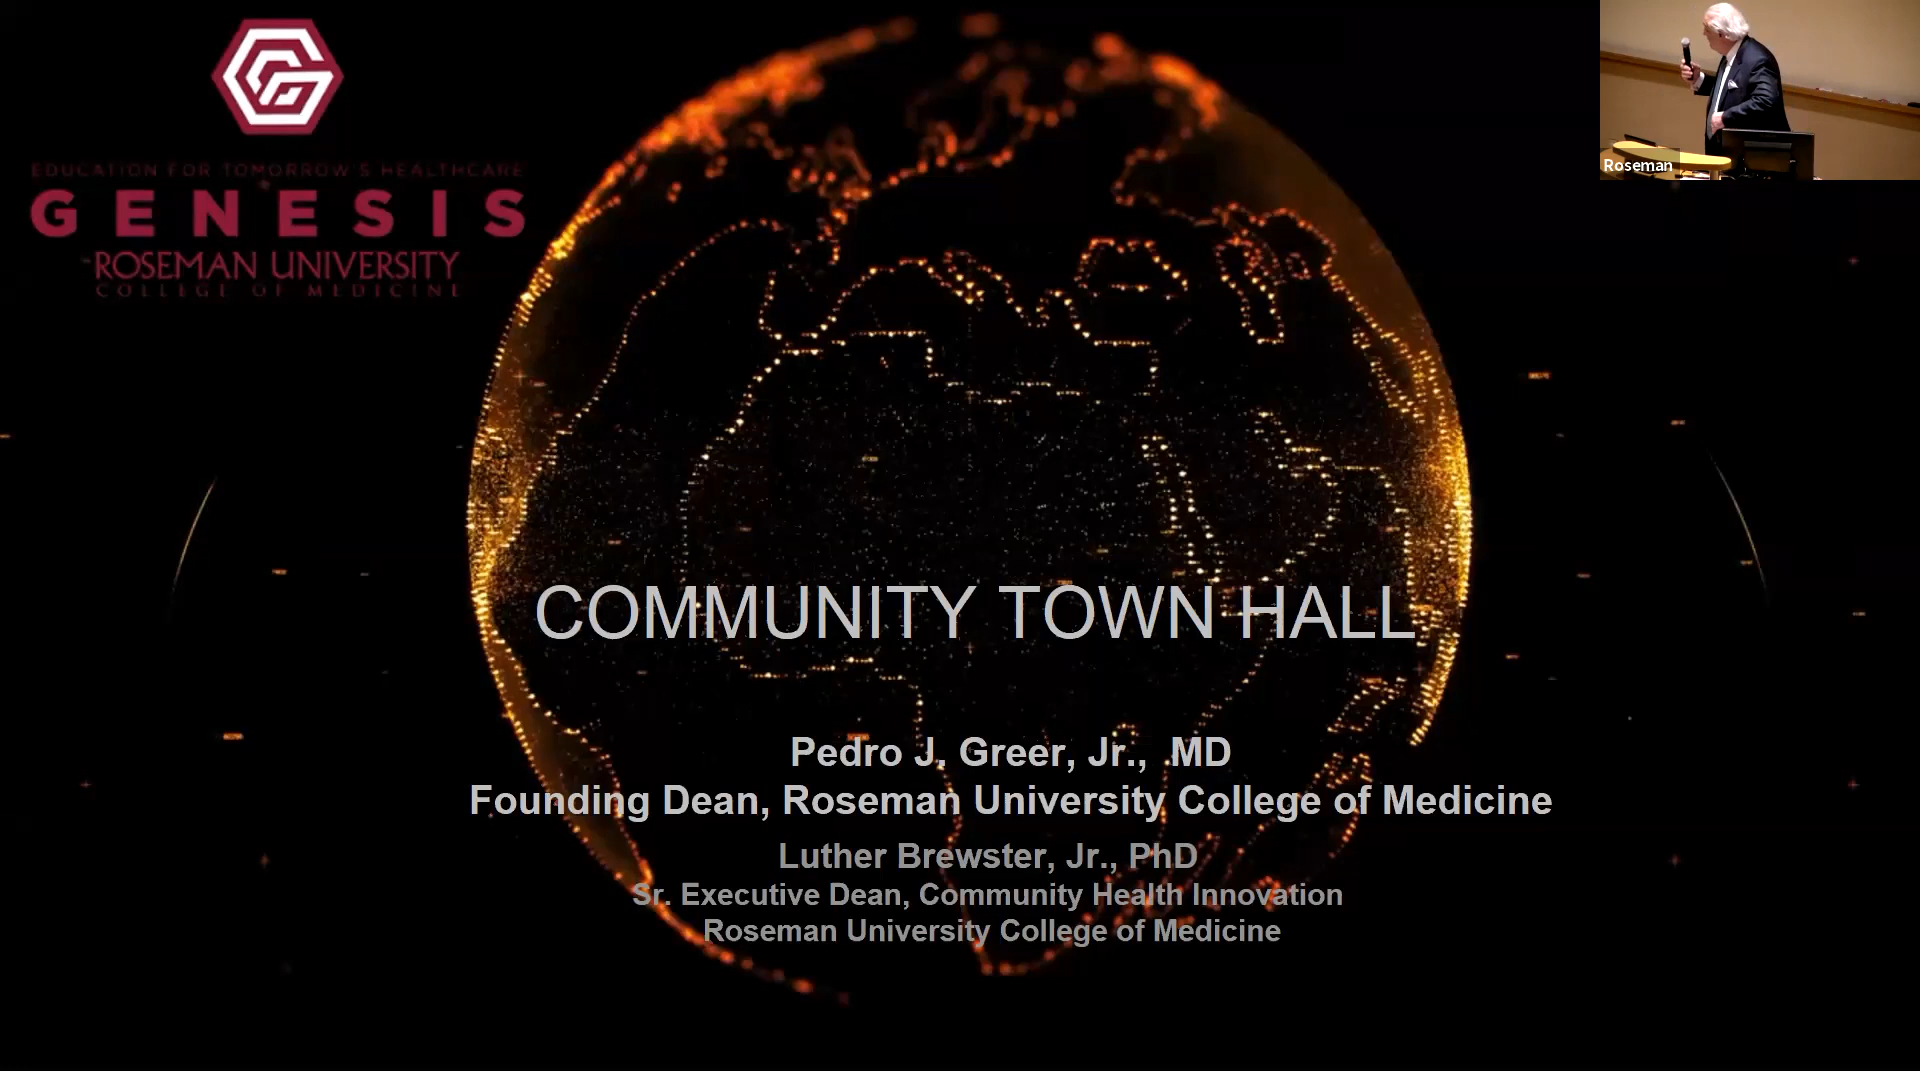 EDUCATION FOR TOMORROW'S HEALTHCARE
GENESIS
ROSEMAN UNIVERSITY
COLLEGE OF MEDICINE
Roseman
COMMUNITY TOWN HALL
Pedro J. Greer, Jr., MD
Founding Dean, Roseman University College of Medicine
Luther Brewster, Jr., PhD
Sr. Executive Dean, Community Health Innovation
Roseman University College of Medicine